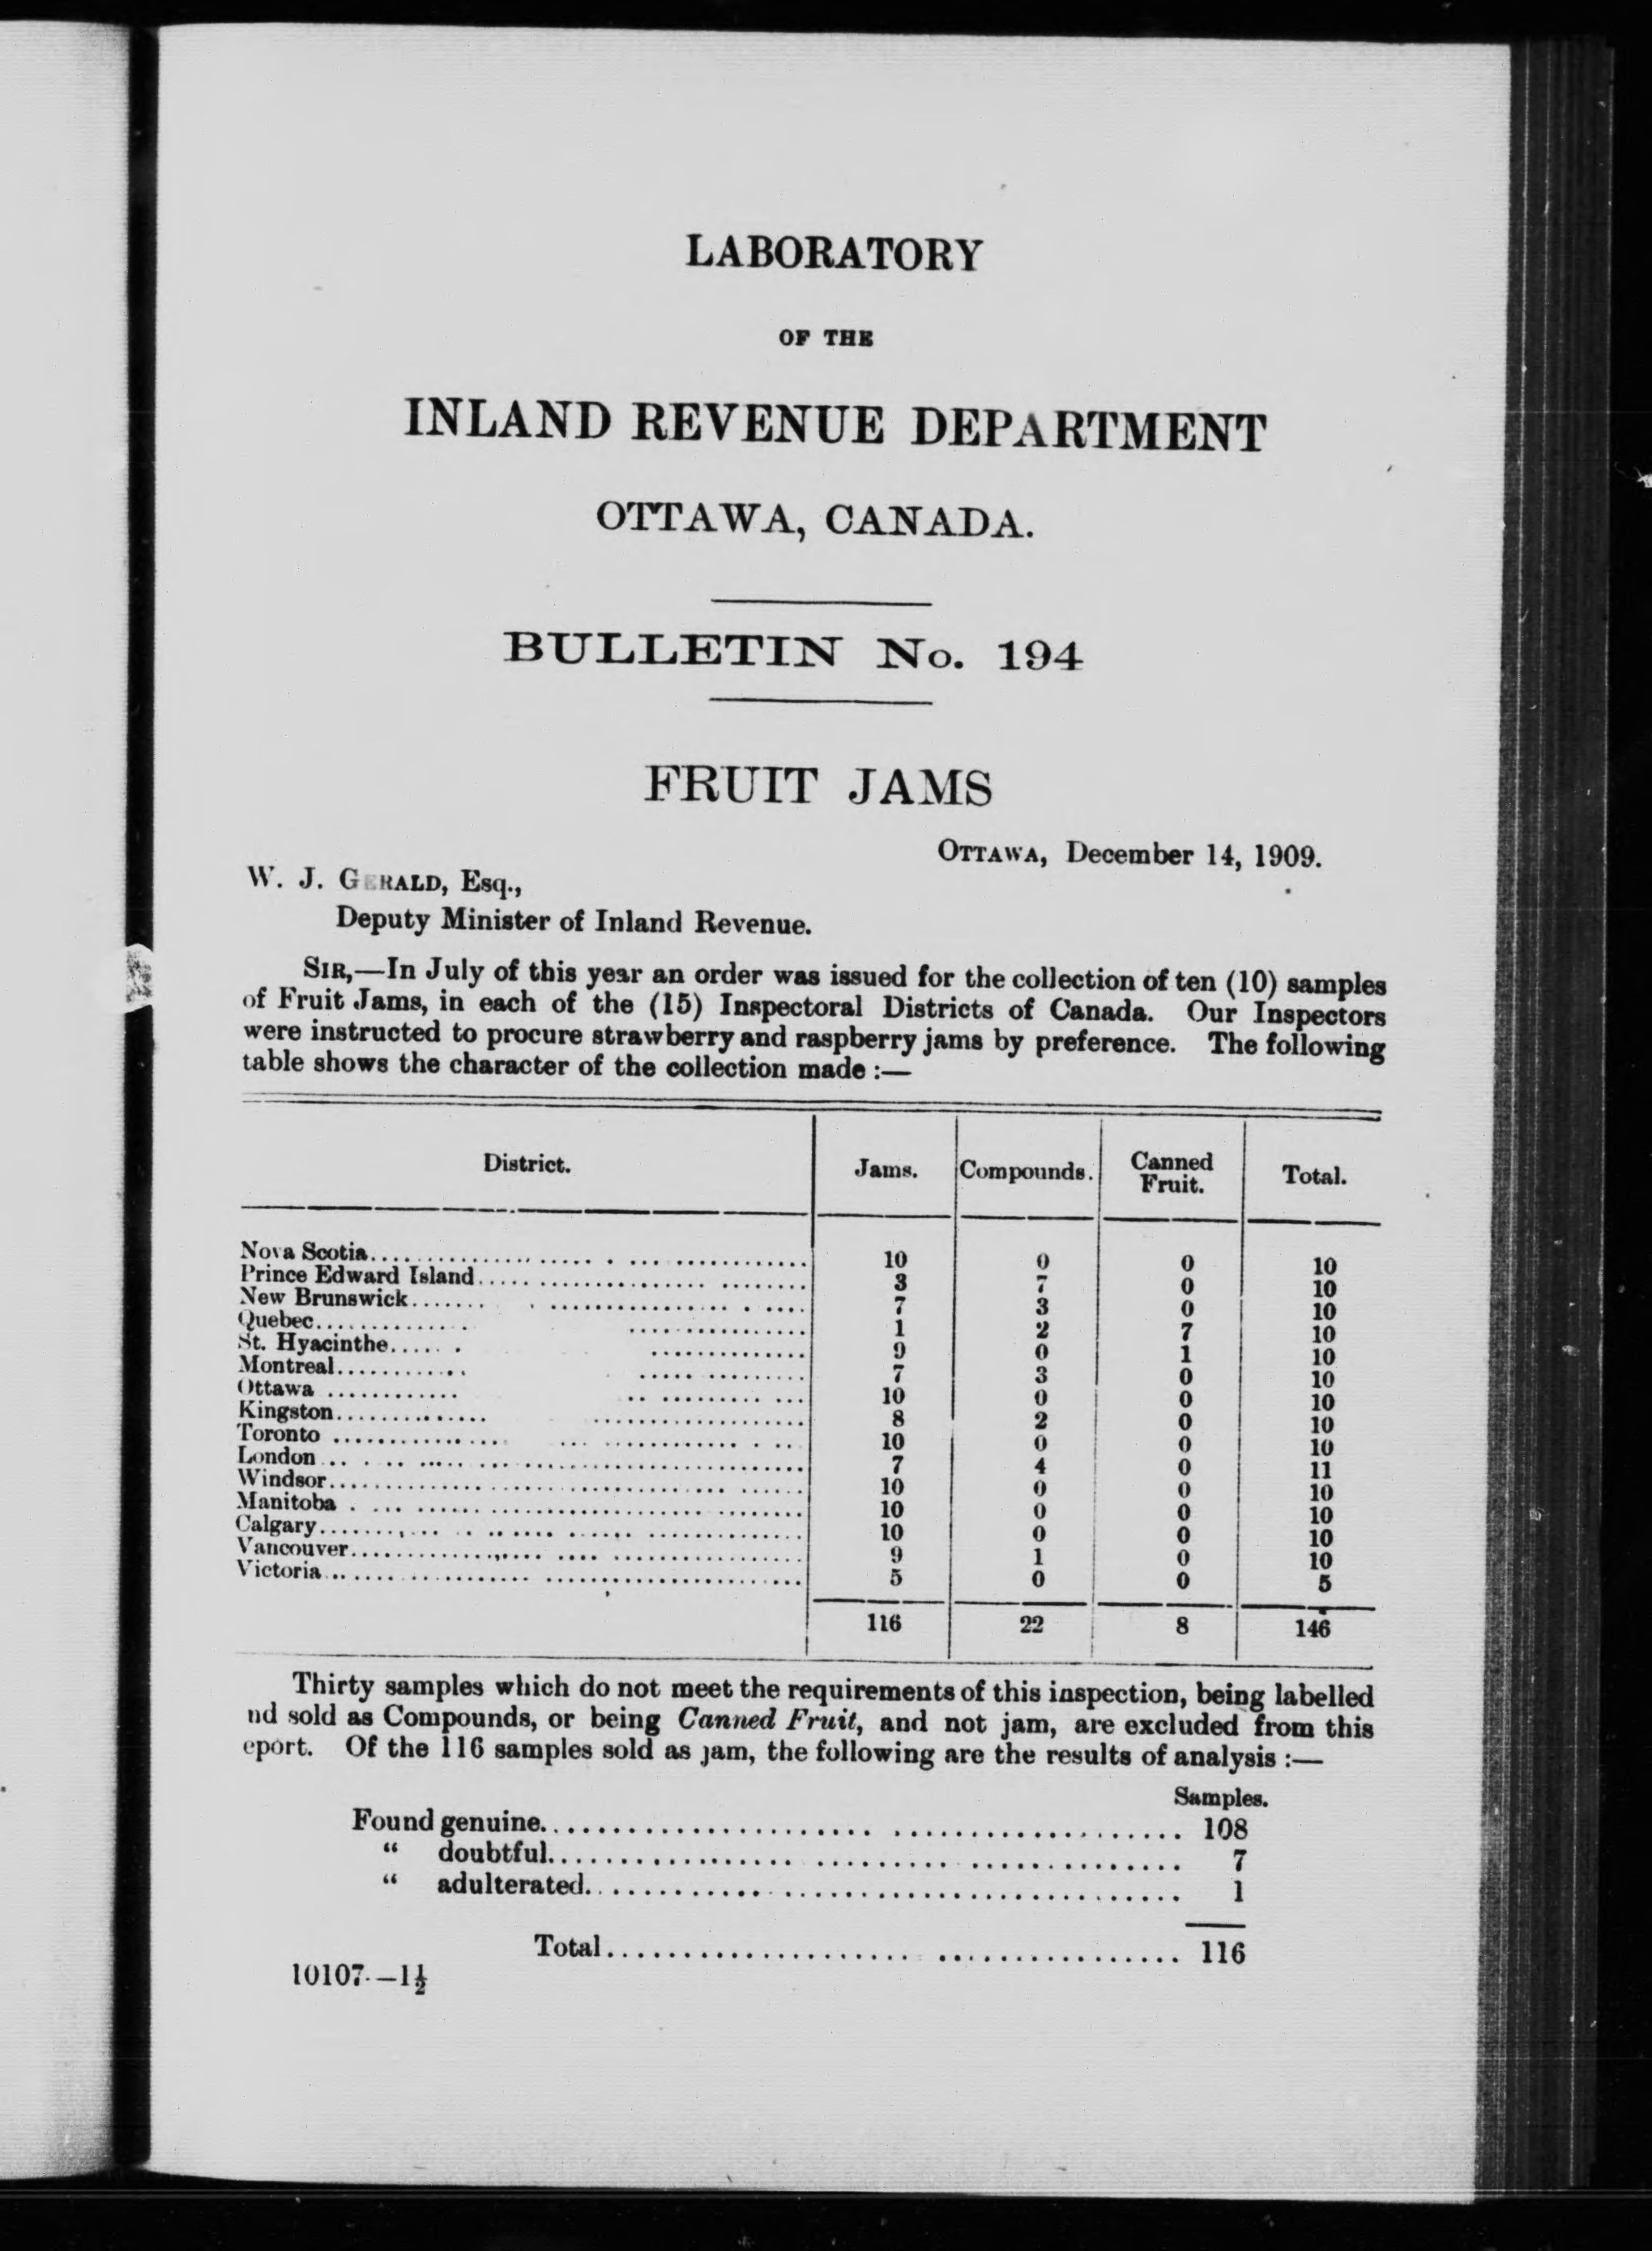 LABORATORY
OF THE
INLAND REVENUE DEPARTMENT
OTTAWA, CANADA.
BULLETIN No. 194
FRUIT JAMS
OTTAWA, December 14, 1909.
W. J. GERALD, Esq.,
Deputy Minister of Inland Revenue.
SIR,—In July of this year an order was issued for the collection of ten (10) samples
of Fruit Jams, in each of the (15) Inspectoral Districts of Canada. Our Inspectors
were instructed to procure strawberry and raspberry jams by preference. The following
table shows the character of the collection made :—
District. Jams. Compounds. Canned Fruit. Total.
Nova Scotia 10 0 0 10
Prince Edward Island 3 7 0 10
New Brunswick 7 3 0 10
Quebec 1 2 7 10
St. Hyacinthe 9 0 1 10
Montreal 7 3 0 10
Ottawa 10 0 0 10
Kingston 8 2 0 10
Toronto 10 0 0 10
London 7 4 0 11
Windsor 10 0 0 10
Manitoba 10 0 0 10
Calgary 10 0 0 10
Vancouver 9 1 0 10
Victoria 5 0 0 5
116 22 8 146
Thirty samples which do not meet the requirements of this inspection, being labelled
nd sold as Compounds, or being Canned Fruit, and not jam, are excluded from this
eport. Of the 116 samples sold as jam, the following are the results of analysis :—
Samples.
Found genuine 108
" doubtful 7
" adulterated 1
Total 116
10107-1½